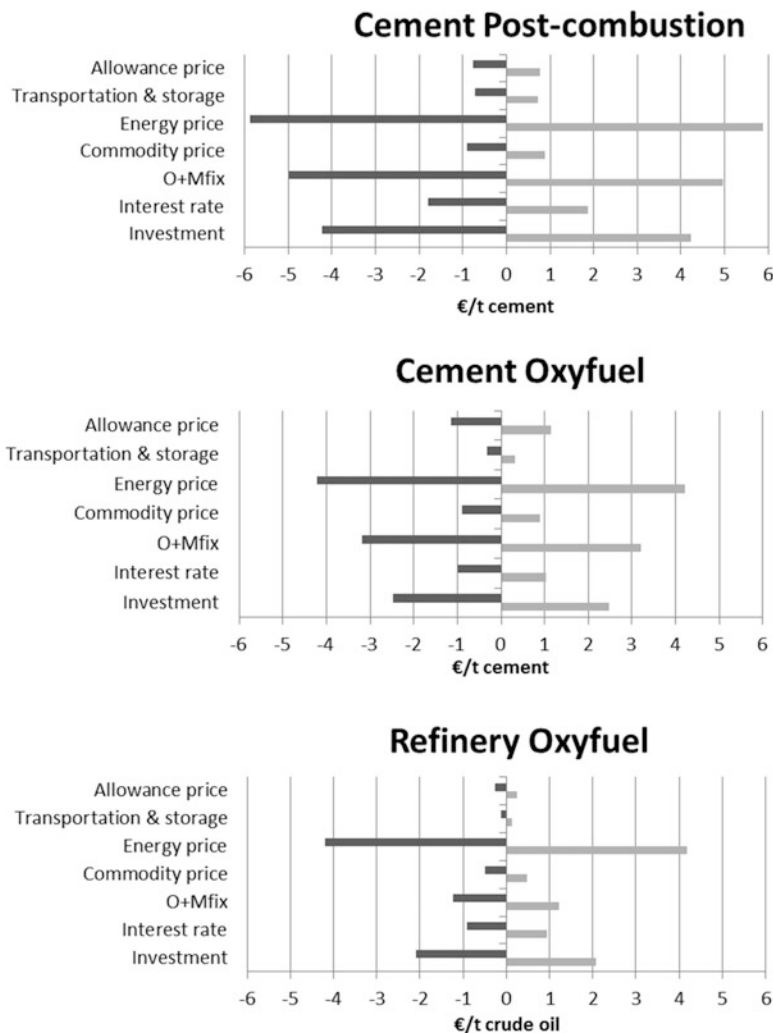 Cement Post-combustion
Allowance price
Transportation & storage
Energy price
Commodity price
O+Mfix
Interest rate
Investment
-6 -5 -4 -3 -2 -1 0 1 2 3 4 5 6
€/t cement
Cement Oxyfuel
Allowance price
Transportation & storage
Energy price
Commodity price
O+Mfix
Interest rate
Investment
-6 -5 -4 -3 -2 -1 0 1 2 3 4 5 6
€/t cement
Refinery Oxyfuel
Allowance price
Transportation & storage
Energy price
Commodity price
O+Mfix
Interest rate
Investment
-6 -5 -4 -3 -2 -1 0 1 2 3 4 5 6
€/t crude oil